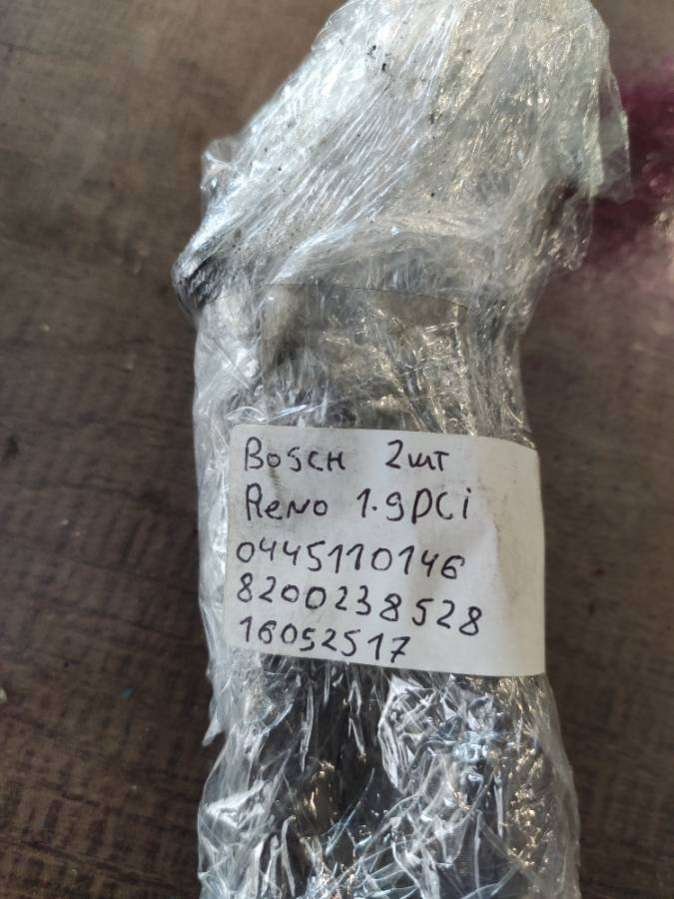 Bosch 2шт
Reno 1.9DCi
0445110146
8200238528
16052517